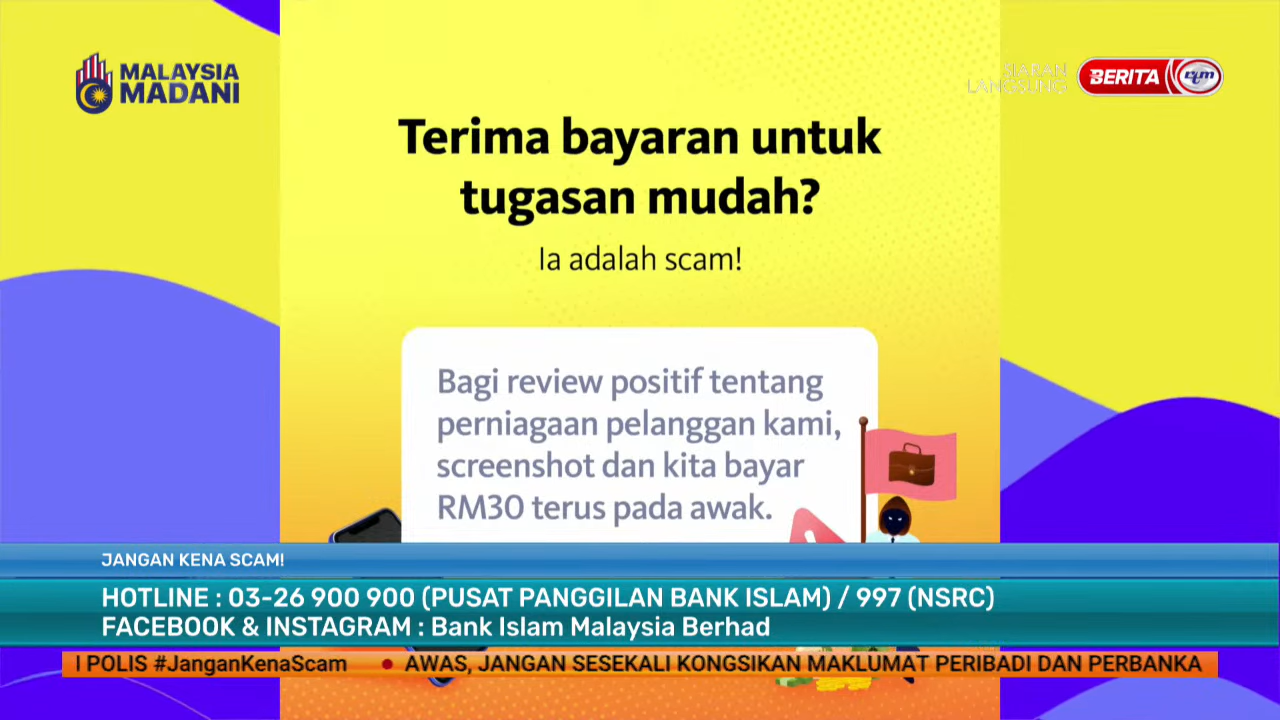 MALAYSIA
MADANI
SIARAN
LANGSUNG
BERITA rtm
Terima bayaran untuk
tugasan mudah?
Ia adalah scam!
Bagi review positif tentang
perniagaan pelanggan kami,
screenshot dan kita bayar
RM30 terus pada awak.
JANGAN KENA SCAM!
HOTLINE : 03-26 900 900 (PUSAT PANGGILAN BANK ISLAM) / 997 (NSRC)
FACEBOOK & INSTAGRAM : Bank Islam Malaysia Berhad
I POLIS #JanganKenaScam • AWAS, JANGAN SESEKALI KONGSIKAN MAKLUMAT PERIBADI DAN PERBANKA